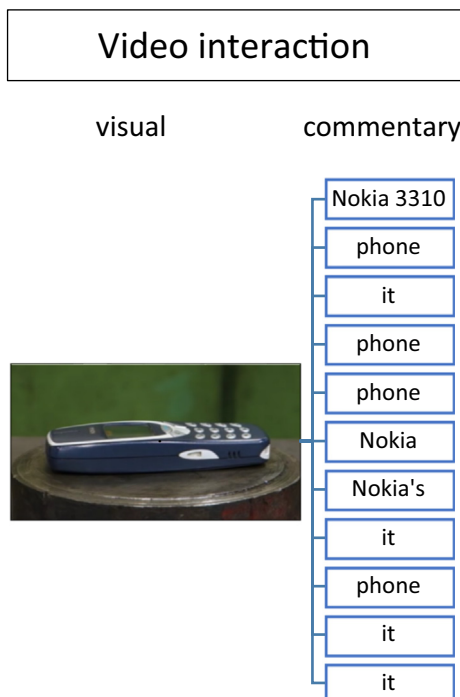 Video interaction
visual
commentary
Nokia 3310
phone
it
phone
phone
Nokia
Nokia's
it
phone
it
it